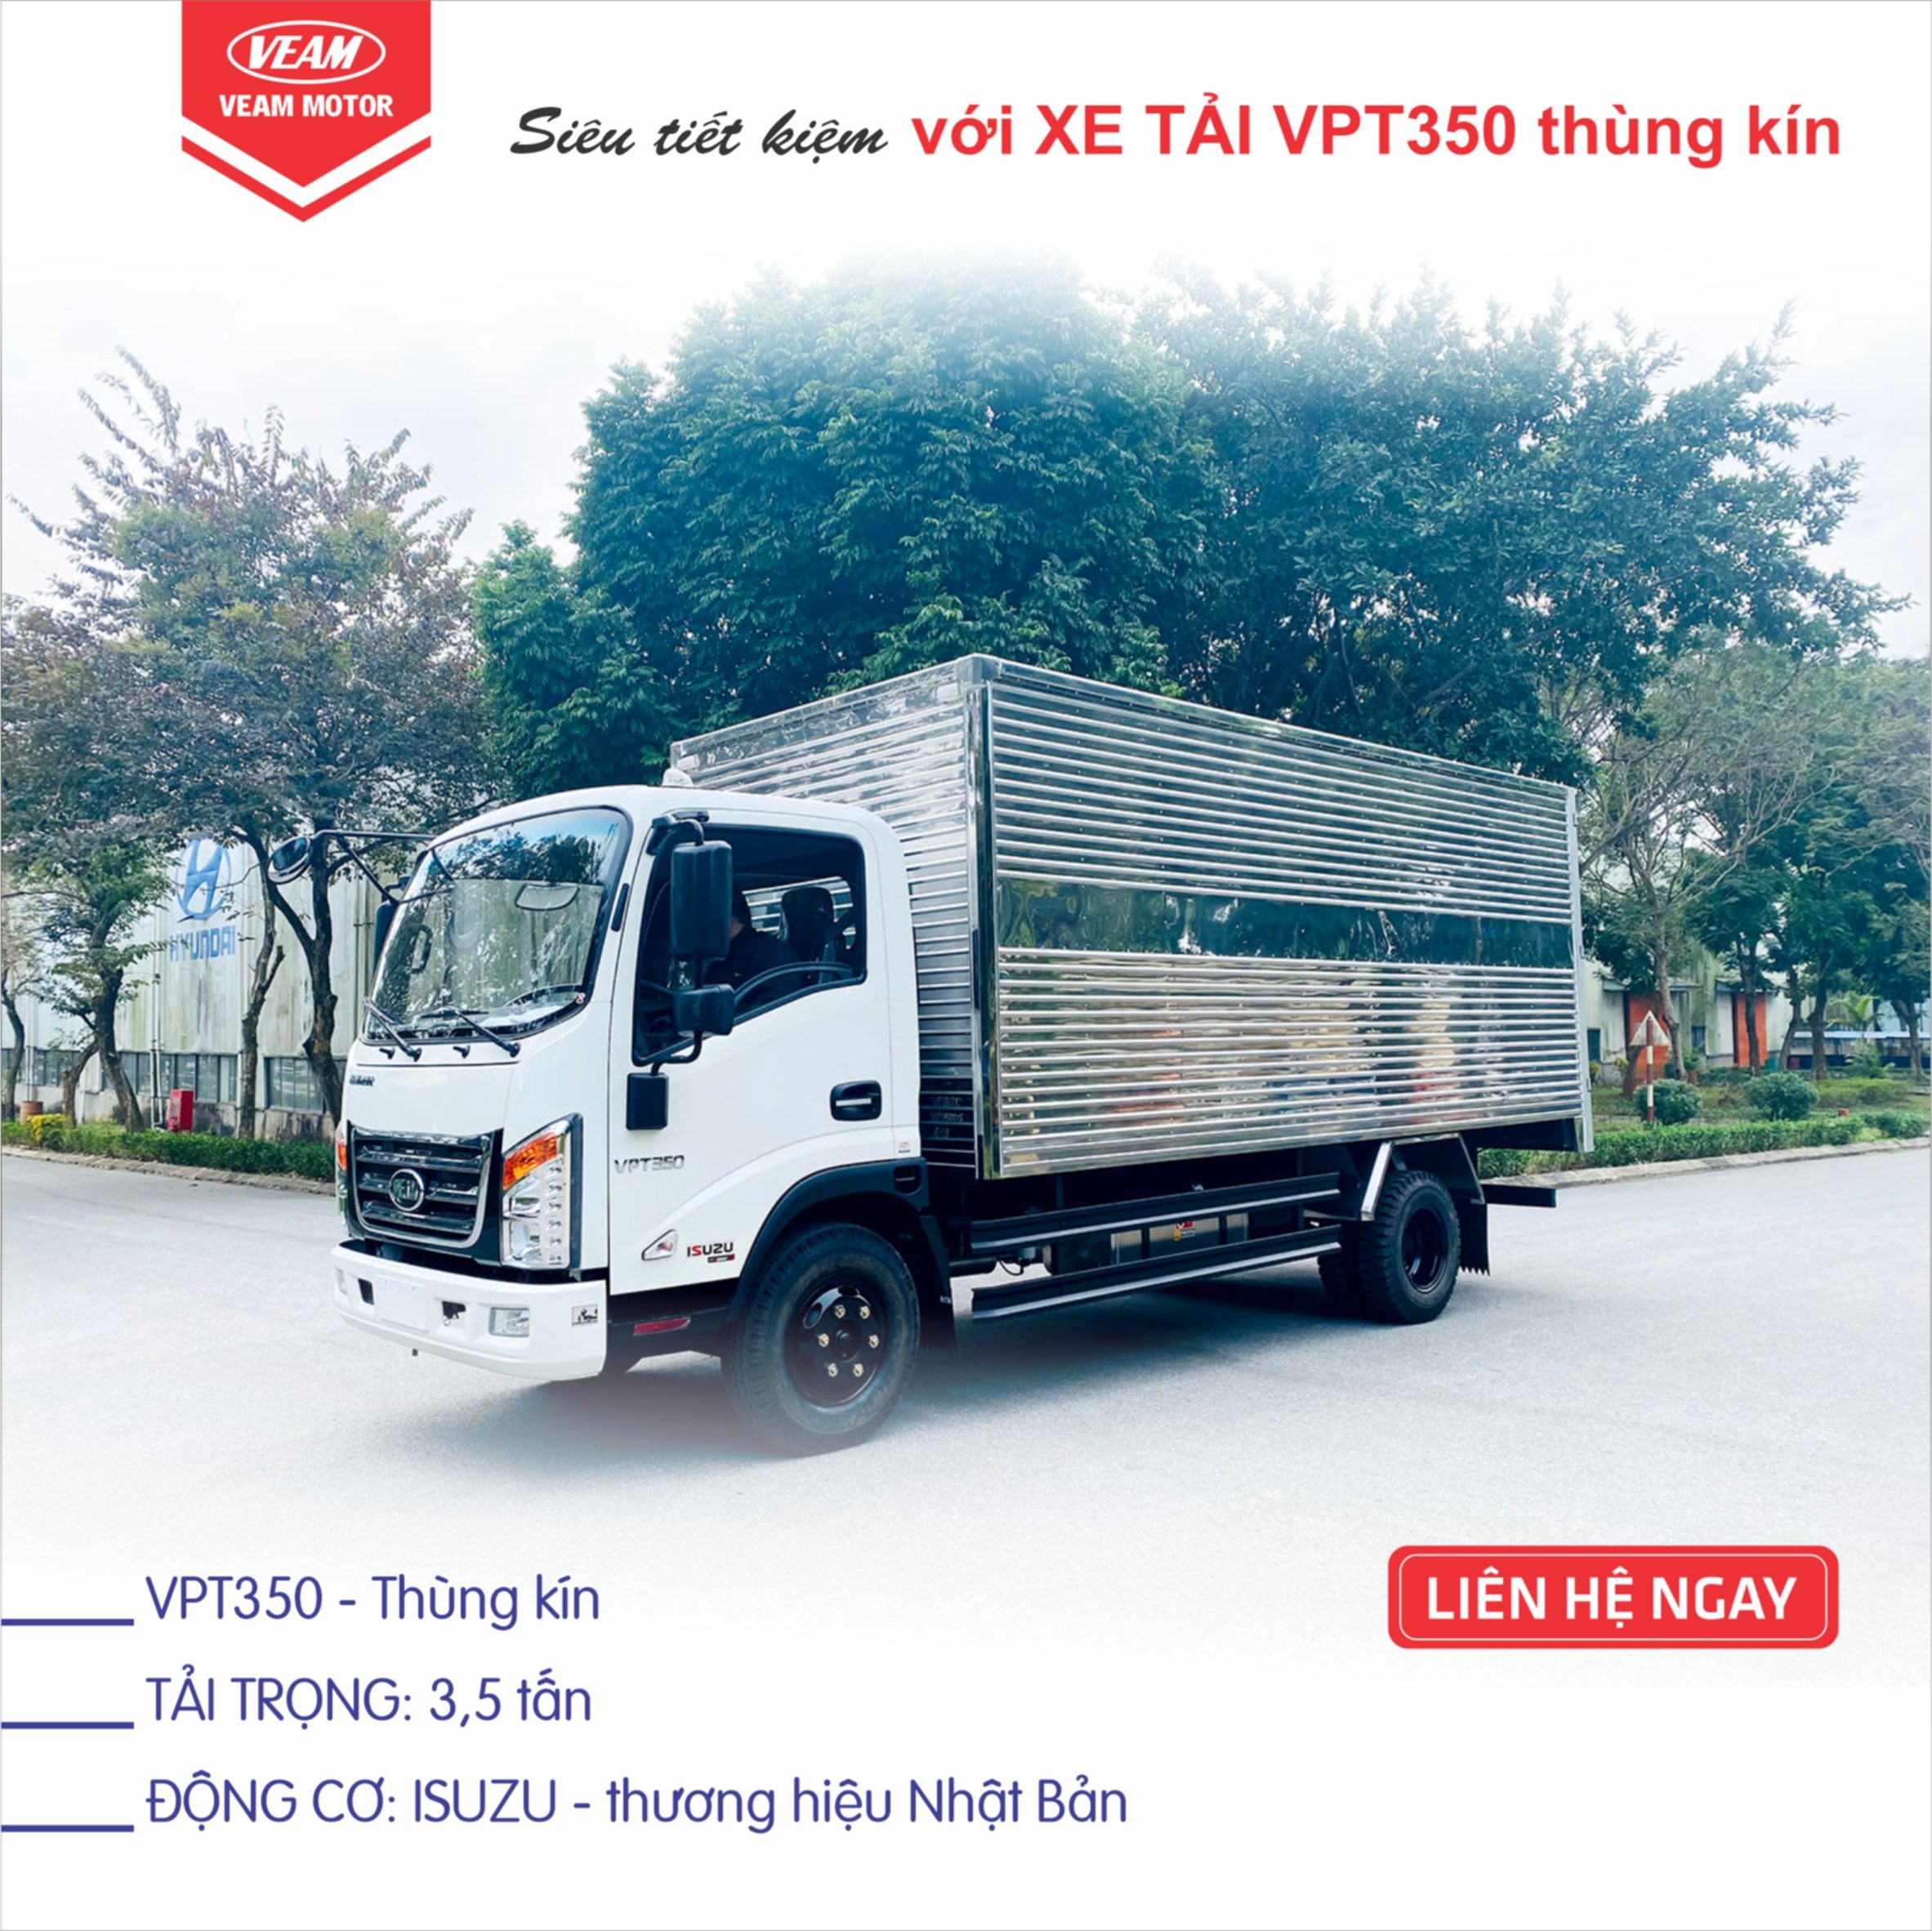 VEAM
VEAM MOTOR
Siêu tiết kiệm với XE TẢI VPT350 thùng kín
HYUNDAI
VEAM
VPT350
ISUZU
VPT350 - Thùng kín
LIÊN HỆ NGAY
TẢI TRỌNG: 3,5 tấn
ĐỘNG CƠ: ISUZU - thương hiệu Nhật Bản